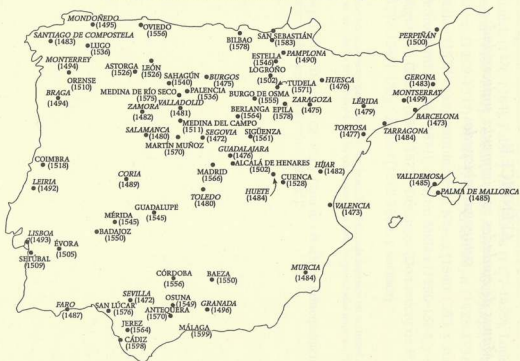 MONDOÑEDO
(1495)
OVIEDO
(1556)
SANTIAGO DE COMPOSTELA
(1483)
LUGO
(1536)
BILBAO
(1578)
SAN SEBASTIÁN
(1583)
PERPIÑÁN
(1500)
MONTERREY
(1494)
ORENSE
(1510)
ASTORGA
(1526)
LEÓN
(1526)
ESTELLA
(1546)
PAMPLONA
(1490)
LOGROÑO
(1502)
SAHAGÚN
(1540)
BURGOS
(1475)
TUDELA
(1571)
HUESCA
(1476)
GERONA
(1483)
BRAGA
(1494)
MEDINA DE RÍO SECO
(1575)
PALENCIA
(1536)
BURGO DE OSMA
(1555)
EPILA
(1578)
ZARAGOZA
(1475)
LÉRIDA
(1479)
MONTSERRAT
(1499)
BARCELONA
(1473)
ZAMORA
(1482)
VALLADOLID
(1481)
BERLANGA
(1564)
MEDINA DEL CAMPO
(1511)
SALAMANCA
(1480)
SEGOVIA
(1472)
SIGÜENZA
(1561)
TORTOSA
(1477)
TARRAGONA
(1484)
MARTÍN MUÑOZ
(1570)
GUADALAJARA
(1476)
COIMBRA
(1518)
ALCALÁ DE HENARES
(1502)
MADRID
(1566)
HÍJAR
(1482)
CORIA
(1489)
CUENCA
(1528)
LEIRIA
(1492)
TOLEDO
(1480)
HUETE
(1484)
VALLDEMOSA
(1485)
PALMA DE MALLORCA
(1485)
VALENCIA
(1473)
GUADALUPE
(1545)
MÉRIDA
(1545)
BADAJOZ
(1550)
LISBOA
(1493)
ÉVORA
(1505)
SETÚBAL
(1509)
CÓRDOBA
(1556)
BAEZA
(1550)
MURCIA
(1484)
SEVILLA
(1472)
OSUNA
(1549)
GRANADA
(1496)
FARO
(1487)
SAN LÚCAR
(1576)
ANTEQUERA
(1570)
JEREZ
(1564)
MÁLAGA
(1599)
CÁDIZ
(1598)